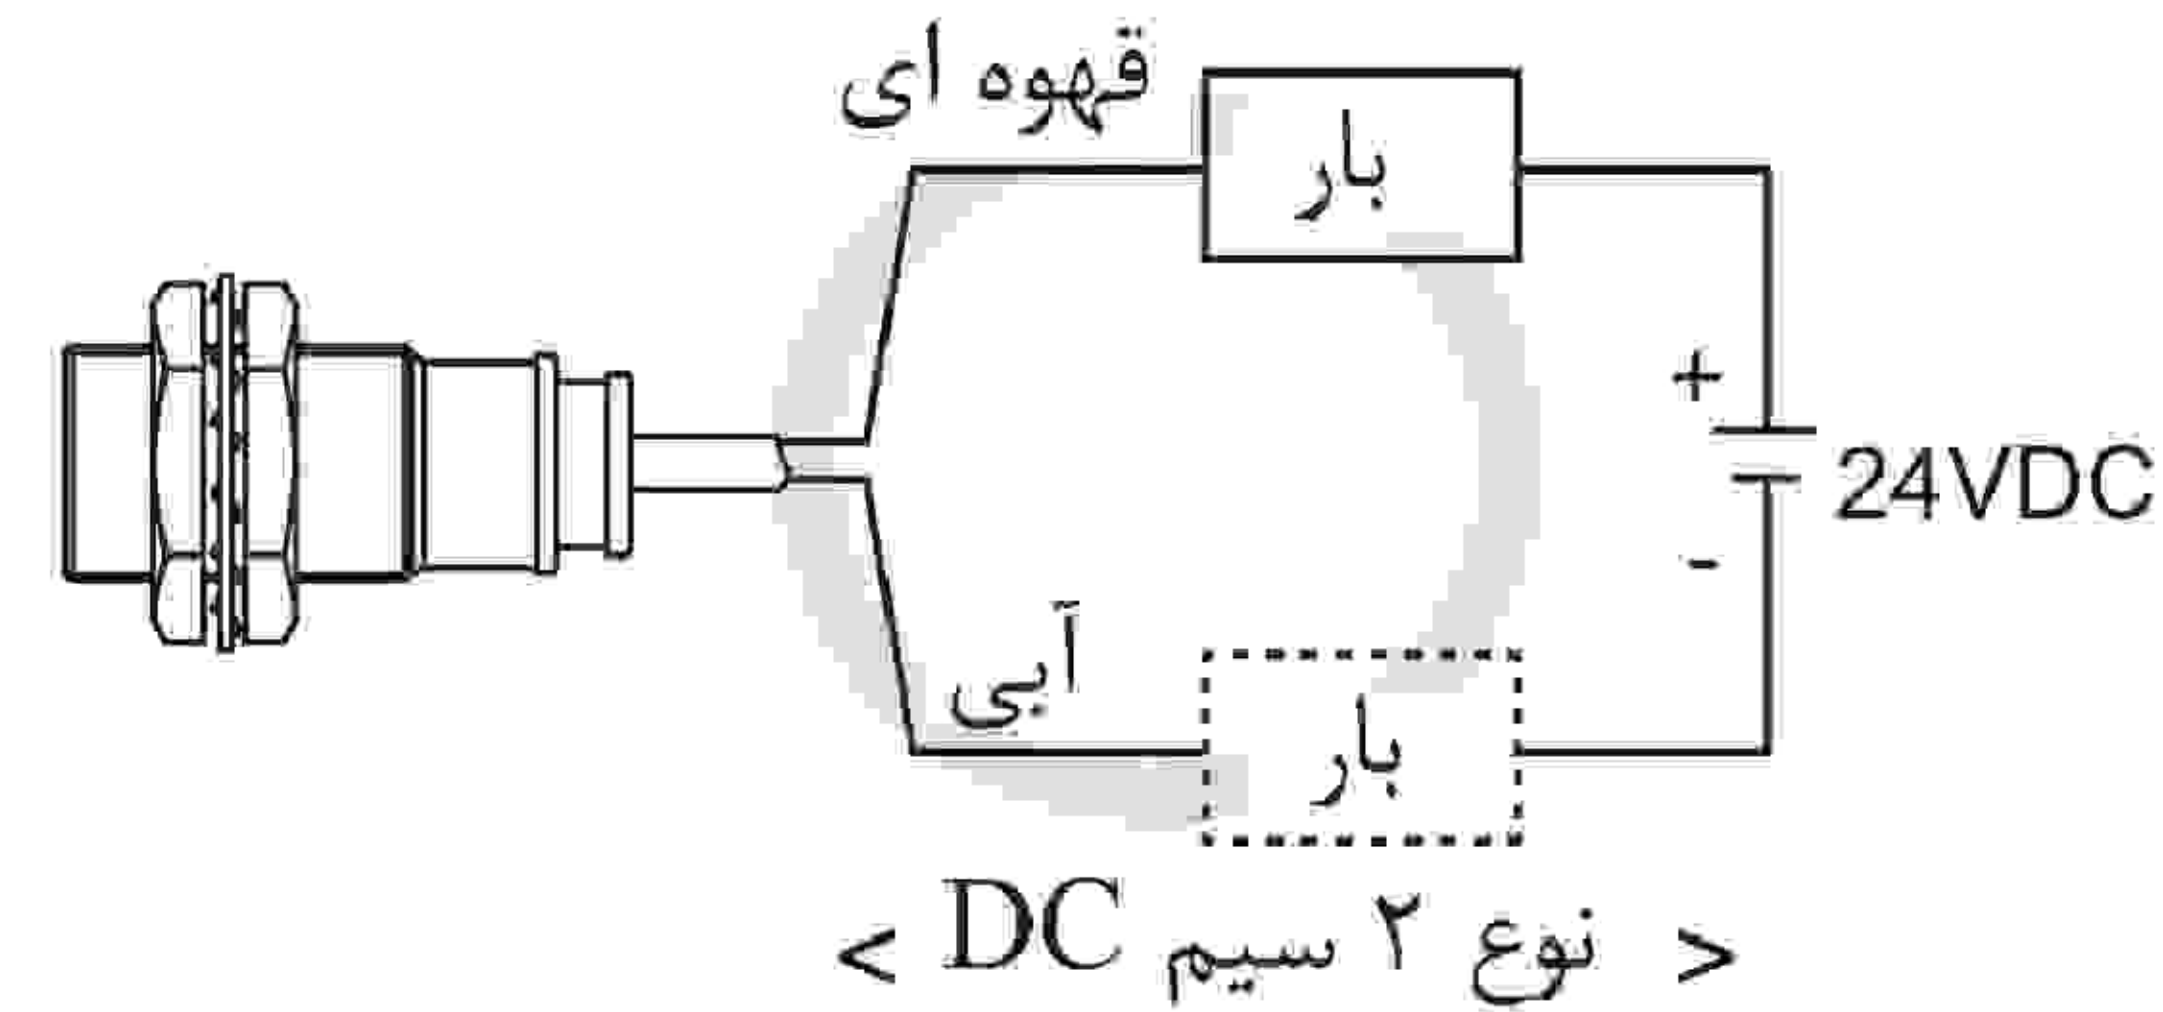 قهوه ای
بار
+
24VDC
-
آبی
بار
< نوع ۲ سیم DC >